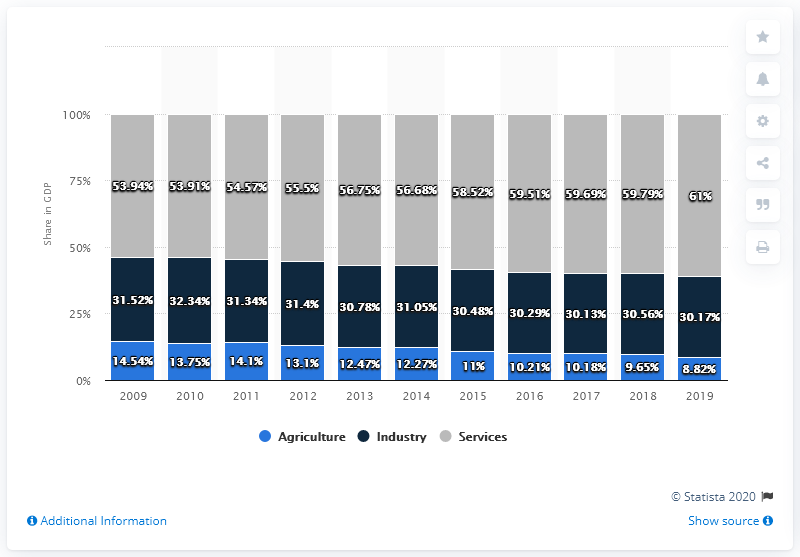 100%
75%
50%
25%
0%
Share in GDP
53.94% 53.91% 54.57% 55.5% 56.75% 56.68% 58.52% 59.51% 59.69% 59.79% 61%
31.52% 32.34% 31.34% 31.4% 30.78% 31.05% 30.48% 30.29% 30.13% 30.56% 30.17%
14.54% 13.75% 14.1% 13.1% 12.47% 12.27% 11% 10.21% 10.18% 9.65% 8.82%
2009 2010 2011 2012 2013 2014 2015 2016 2017 2018 2019
Agriculture Industry Services
© Statista 2020
Additional Information Show source